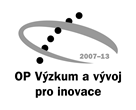 2007–13
OP Výzkum a vývoj
pro inovace